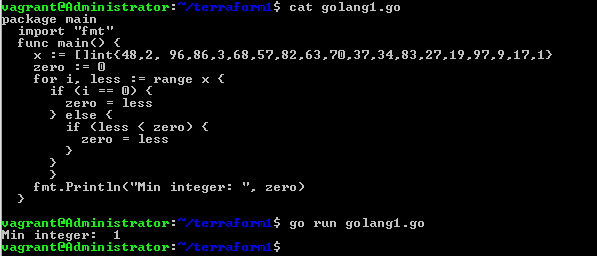 vagrant@Administrator:~/terraform1$ cat golang1.go
package main
  import "fmt"
  func main() {
    x := []int{48,2, 96,86,3,68,57,82,63,70,37,34,83,27,19,97,9,17,1}
    zero := 0
    for i, less := range x {
      if (i == 0) {
        zero = less
      } else {
        if (less < zero) {
          zero = less
        }
      }
      }
    fmt.Println("Min integer: ", zero)
  }
vagrant@Administrator:~/terraform1$ go run golang1.go
Min integer:  1
vagrant@Administrator:~/terraform1$